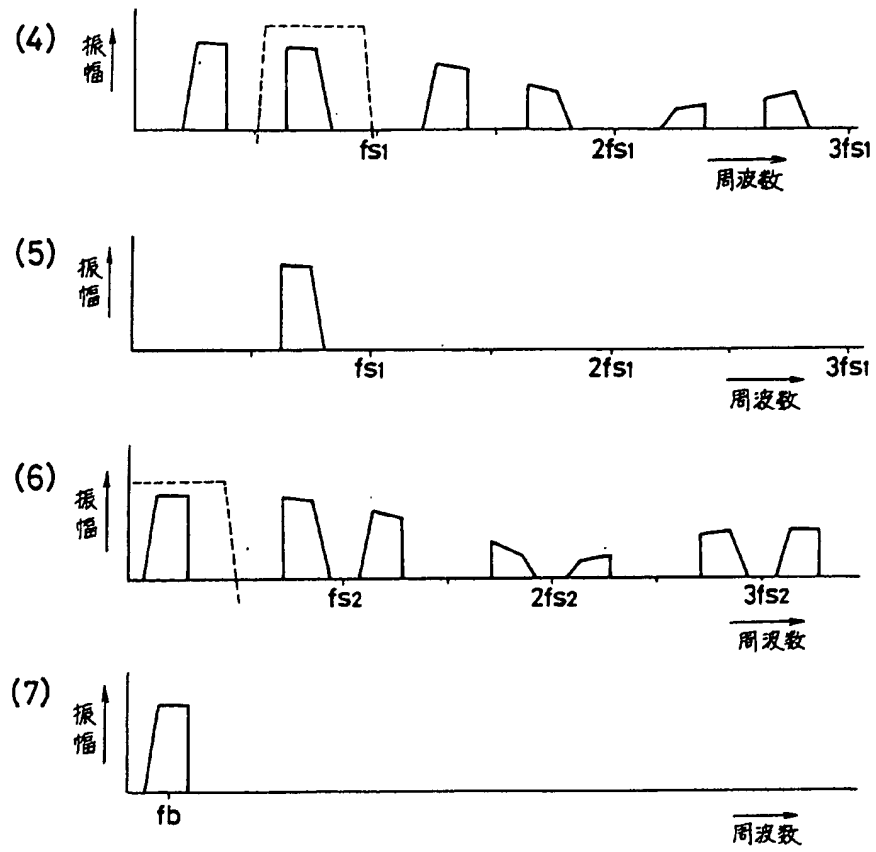 (4)
振幅
fs1
2fs1
3fs1
周波数
(5)
振幅
fs1
2fs1
3fs1
周波数
(6)
振幅
fs2
2fs2
3fs2
周波数
(7)
振幅
fb
周波数